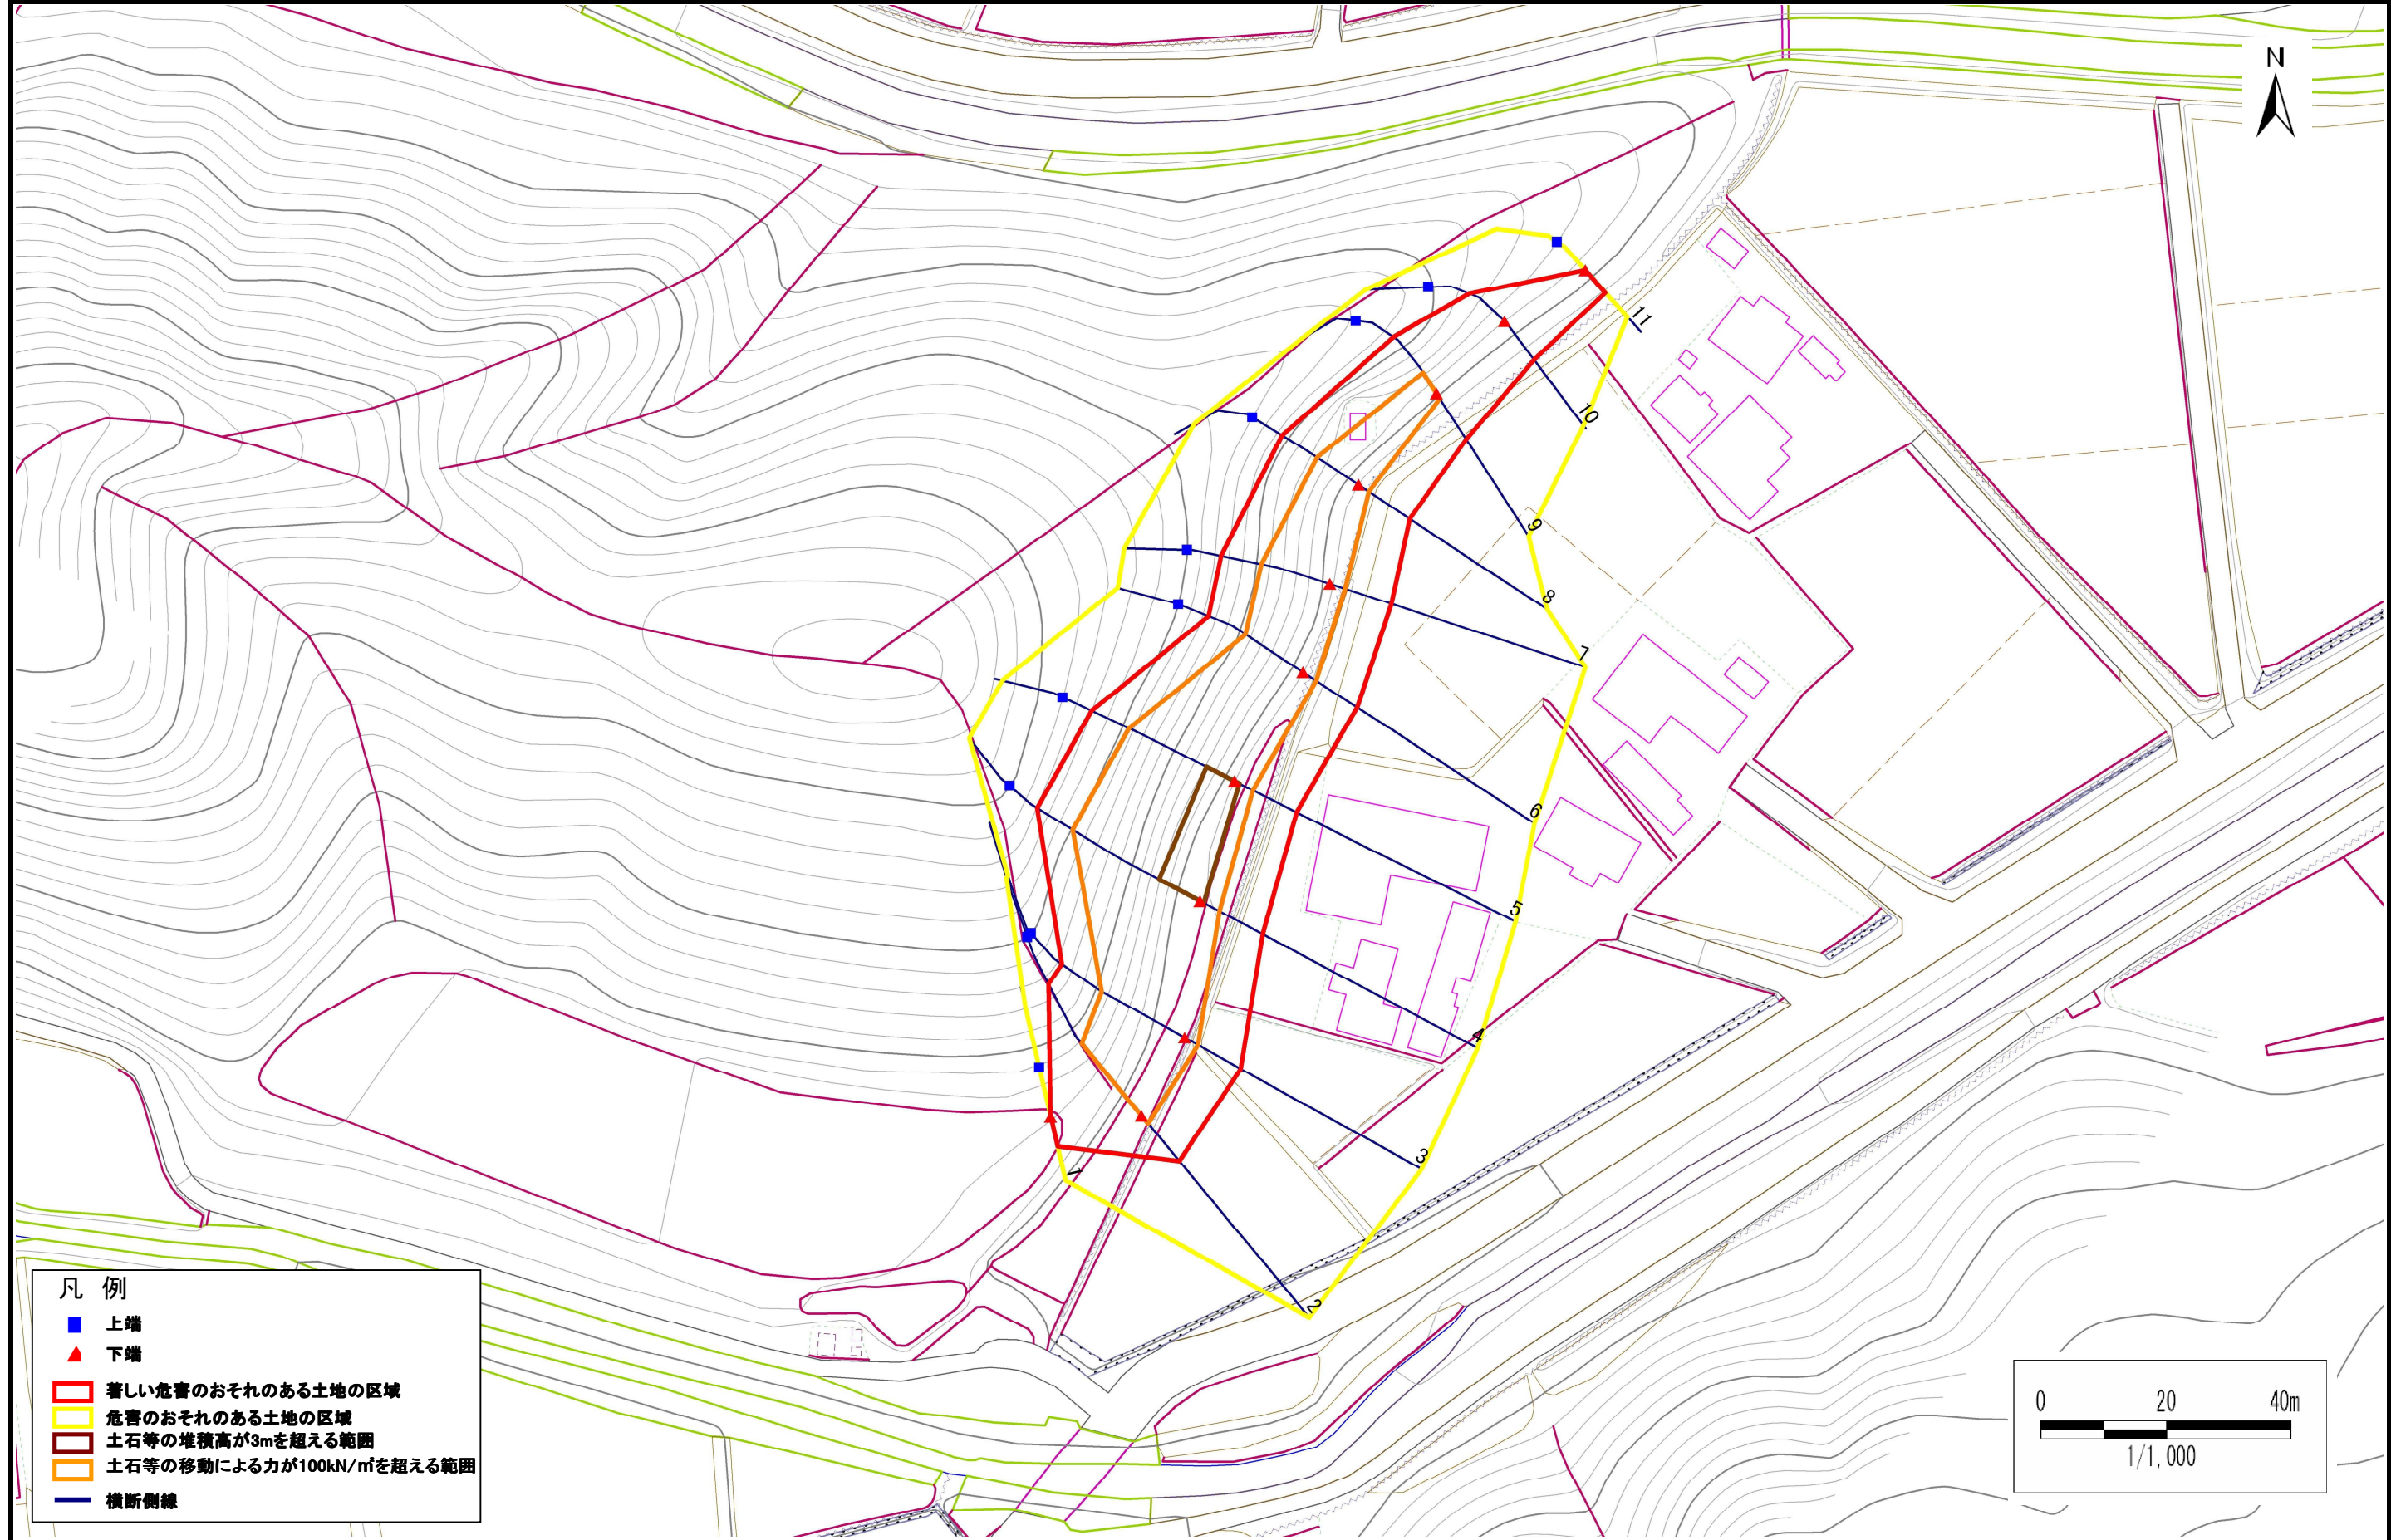 N
11
10
9
8
7
6
5
4
3
1
2
凡 例
上端
下端
著しい危害のおそれのある土地の区域
危害のおそれのある土地の区域
土石等の堆積高が3mを超える範囲
土石等の移動による力が100kN/㎡を超える範囲
横断側線
0 20 40m
1/1,000